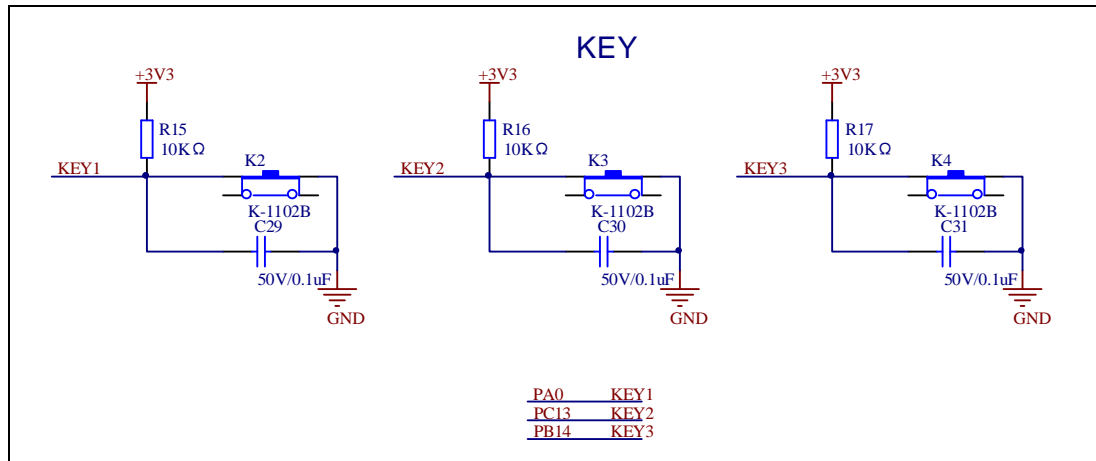 KEY
+3V3 +3V3 +3V3
R15 R16 R17
10KΩ 10KΩ 10KΩ
KEY1 K2 KEY2 K3 KEY3 K4
K-1102B K-1102B K-1102B
C29 C30 C31
50V/0.1uF 50V/0.1uF 50V/0.1uF
GND GND GND
PA0 KEY1
PC13 KEY2
PB14 KEY3